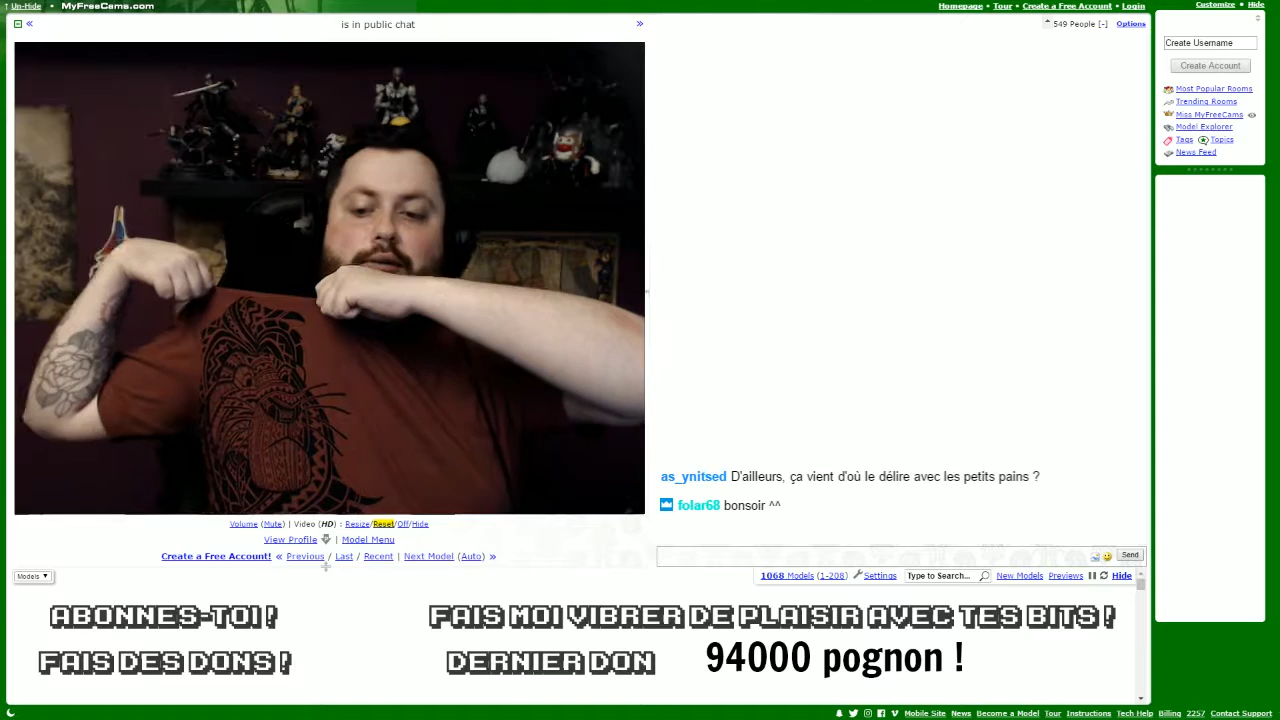 ↑ Un-Hide • MyFreeCams.com
Homepage • Tour • Create a Free Account • Login
Customize • Hide
« is in public chat »
549 People [-] Options
Create Username
Create Account
Most Popular Rooms
Trending Rooms
Miss MyFreeCams
Model Explorer
Tags Topics
News Feed
as_ynitsed D'ailleurs, ça vient d'où le délire avec les petits pains ?
folar68 bonsoir ^^
Volume (Mute) | Video (HD) : Resize/Reset/Off/Hide
View Profile | Model Menu
Create a Free Account! « Previous / Last / Recent | Next Model (Auto) »
Send
Models ▼
1068 Models (1-208) Settings Type to Search... New Models Previews Hide
ABONNES-TOI !
FAIS MOI VIBRER DE PLAISIR AVEC TES BITS !
FAIS DES DONS !
DERNIER DON 94000 pognon !
Mobile Site News Become a Model Tour Instructions Tech Help Billing 2257 Contact Support